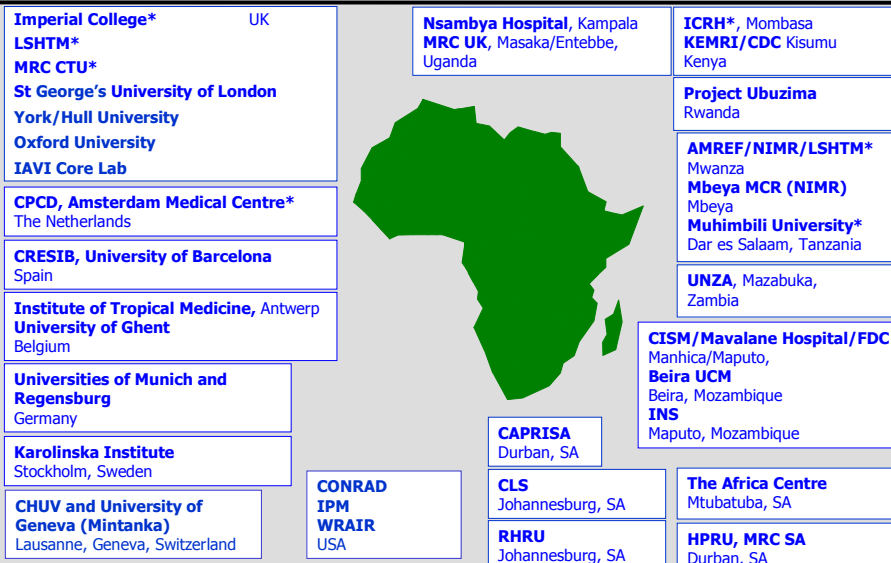 Imperial College* UK
LSHTM*
MRC CTU*
St George's University of London
York/Hull University
Oxford University
IAVI Core Lab
CPCD, Amsterdam Medical Centre*
The Netherlands
CRESIB, University of Barcelona
Spain
Institute of Tropical Medicine, Antwerp
University of Ghent
Belgium
Universities of Munich and
Regensburg
Germany
Karolinska Institute
Stockholm, Sweden
CHUV and University of
Geneva (Mintanka)
Lausanne, Geneva, Switzerland
CONRAD
IPM
WRAIR
USA
Nsambya Hospital, Kampala
MRC UK, Masaka/Entebbe,
Uganda
ICRH*, Mombasa
KEMRI/CDC Kisumu
Kenya
Project Ubuzima
Rwanda
AMREF/NIMR/LSHTM*
Mwanza
Mbeya MCR (NIMR)
Mbeya
Muhimbili University*
Dar es Salaam, Tanzania
UNZA, Mazabuka,
Zambia
CISM/Mavalane Hospital/FDC
Manhica/Maputo,
Beira UCM
Beira, Mozambique
INS
Maputo, Mozambique
CAPRISA
Durban, SA
CLS
Johannesburg, SA
RHRU
Johannesburg, SA
The Africa Centre
Mtubatuba, SA
HPRU, MRC SA
Durban, SA